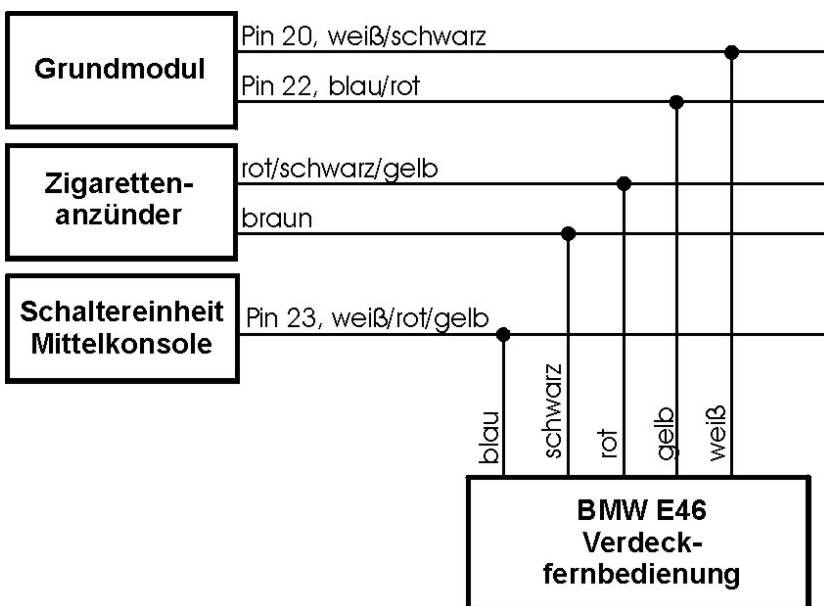 Grundmodul
Pin 20, weiß/schwarz
Pin 22, blau/rot
Zigaretten-
anzünder
rot/schwarz/gelb
braun
Schaltereinheit
Mittelkonsole
Pin 23, weiß/rot/gelb
blau
schwarz
rot
gelb
weiß
BMW E46
Verdeck-
fernbedienung